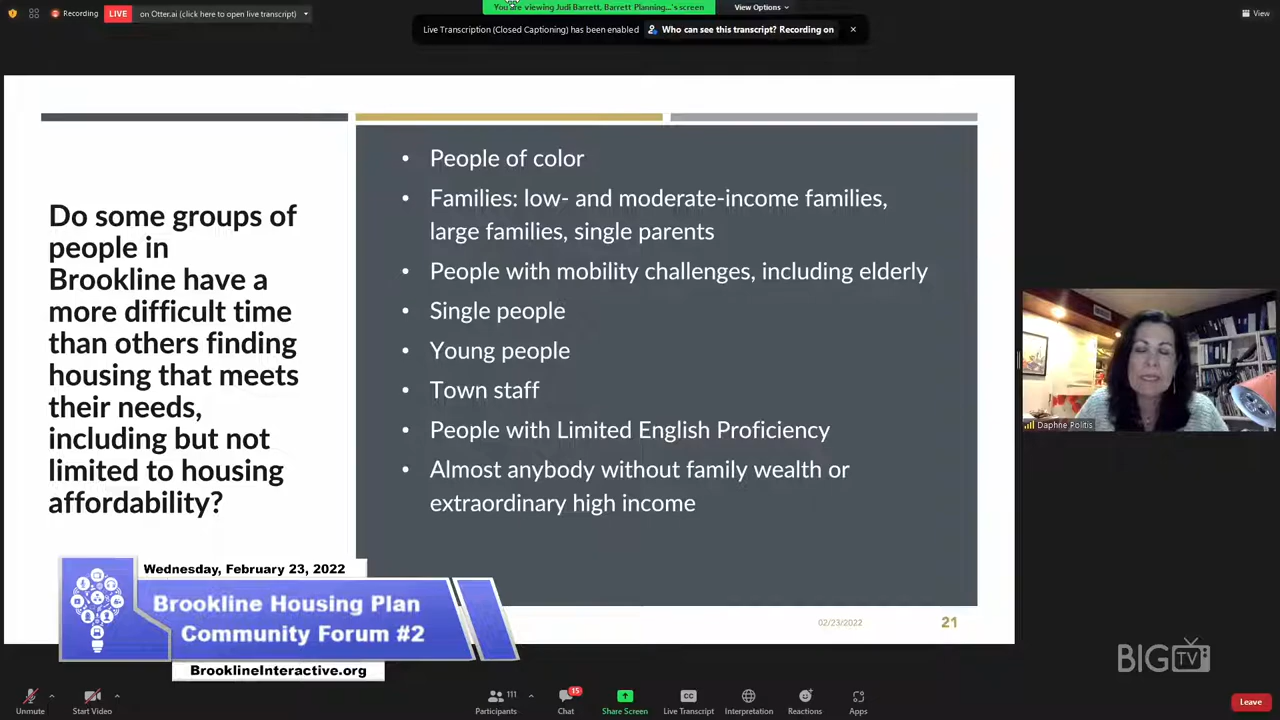 Recording
LIVE
on Otter.ai (click here to open live transcript)
You are viewing Judi Barrett, Barrett Planning...'s screen
View Options
View
Live Transcription (Closed Captioning) has been enabled
Who can see this transcript? Recording on
Do some groups of
people in
Brookline have a
more difficult time
than others finding
housing that meets
their needs,
including but not
limited to housing
affordability?
• People of color
• Families: low- and moderate-income families,
large families, single parents
• People with mobility challenges, including elderly
• Single people
• Young people
• Town staff
• People with Limited English Proficiency
• Almost anybody without family wealth or
extraordinary high income
02/23/2022
21
Daphne Politis
Wednesday, February 23, 2022
Brookline Housing Plan
Community Forum #2
BrooklineInteractive.org
BIG TV
Unmute
Start Video
111
Participants
15
Chat
Share Screen
CC
Live Transcript
Interpretation
Reactions
Apps
Leave